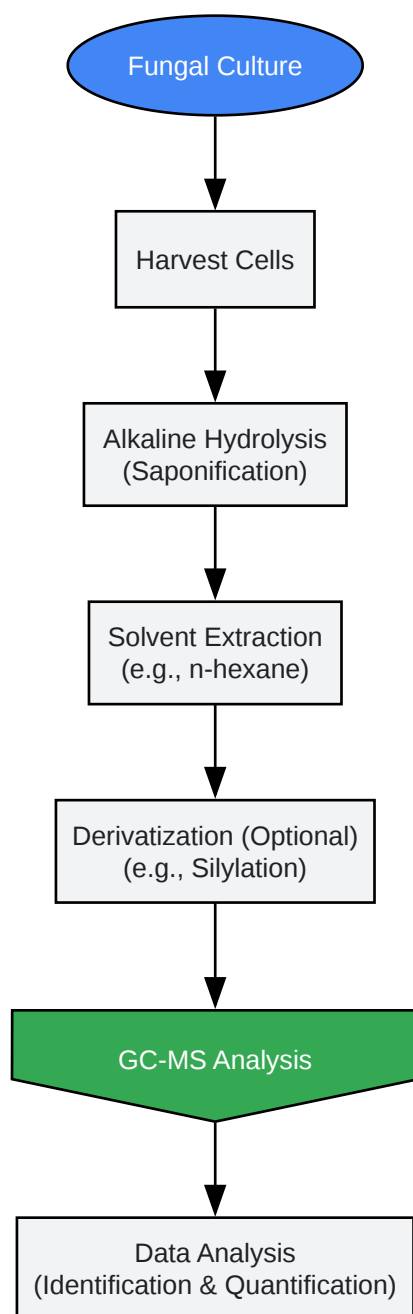 Fungal Culture
Harvest Cells
Alkaline Hydrolysis
(Saponification)
Solvent Extraction
(e.g., n-hexane)
Derivatization (Optional)
(e.g., Silylation)
GC-MS Analysis
Data Analysis
(Identification & Quantification)